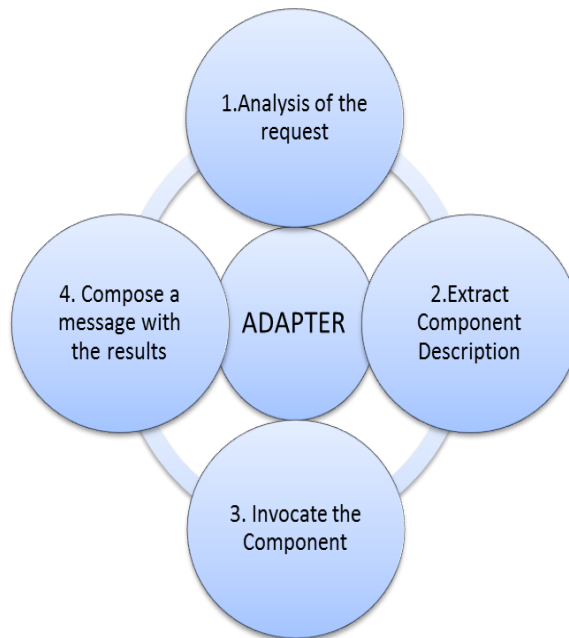 1.Analysis of the
request
2.Extract
Component
Description
3. Invocate the
Component
4. Compose a
message with
the results
ADAPTER